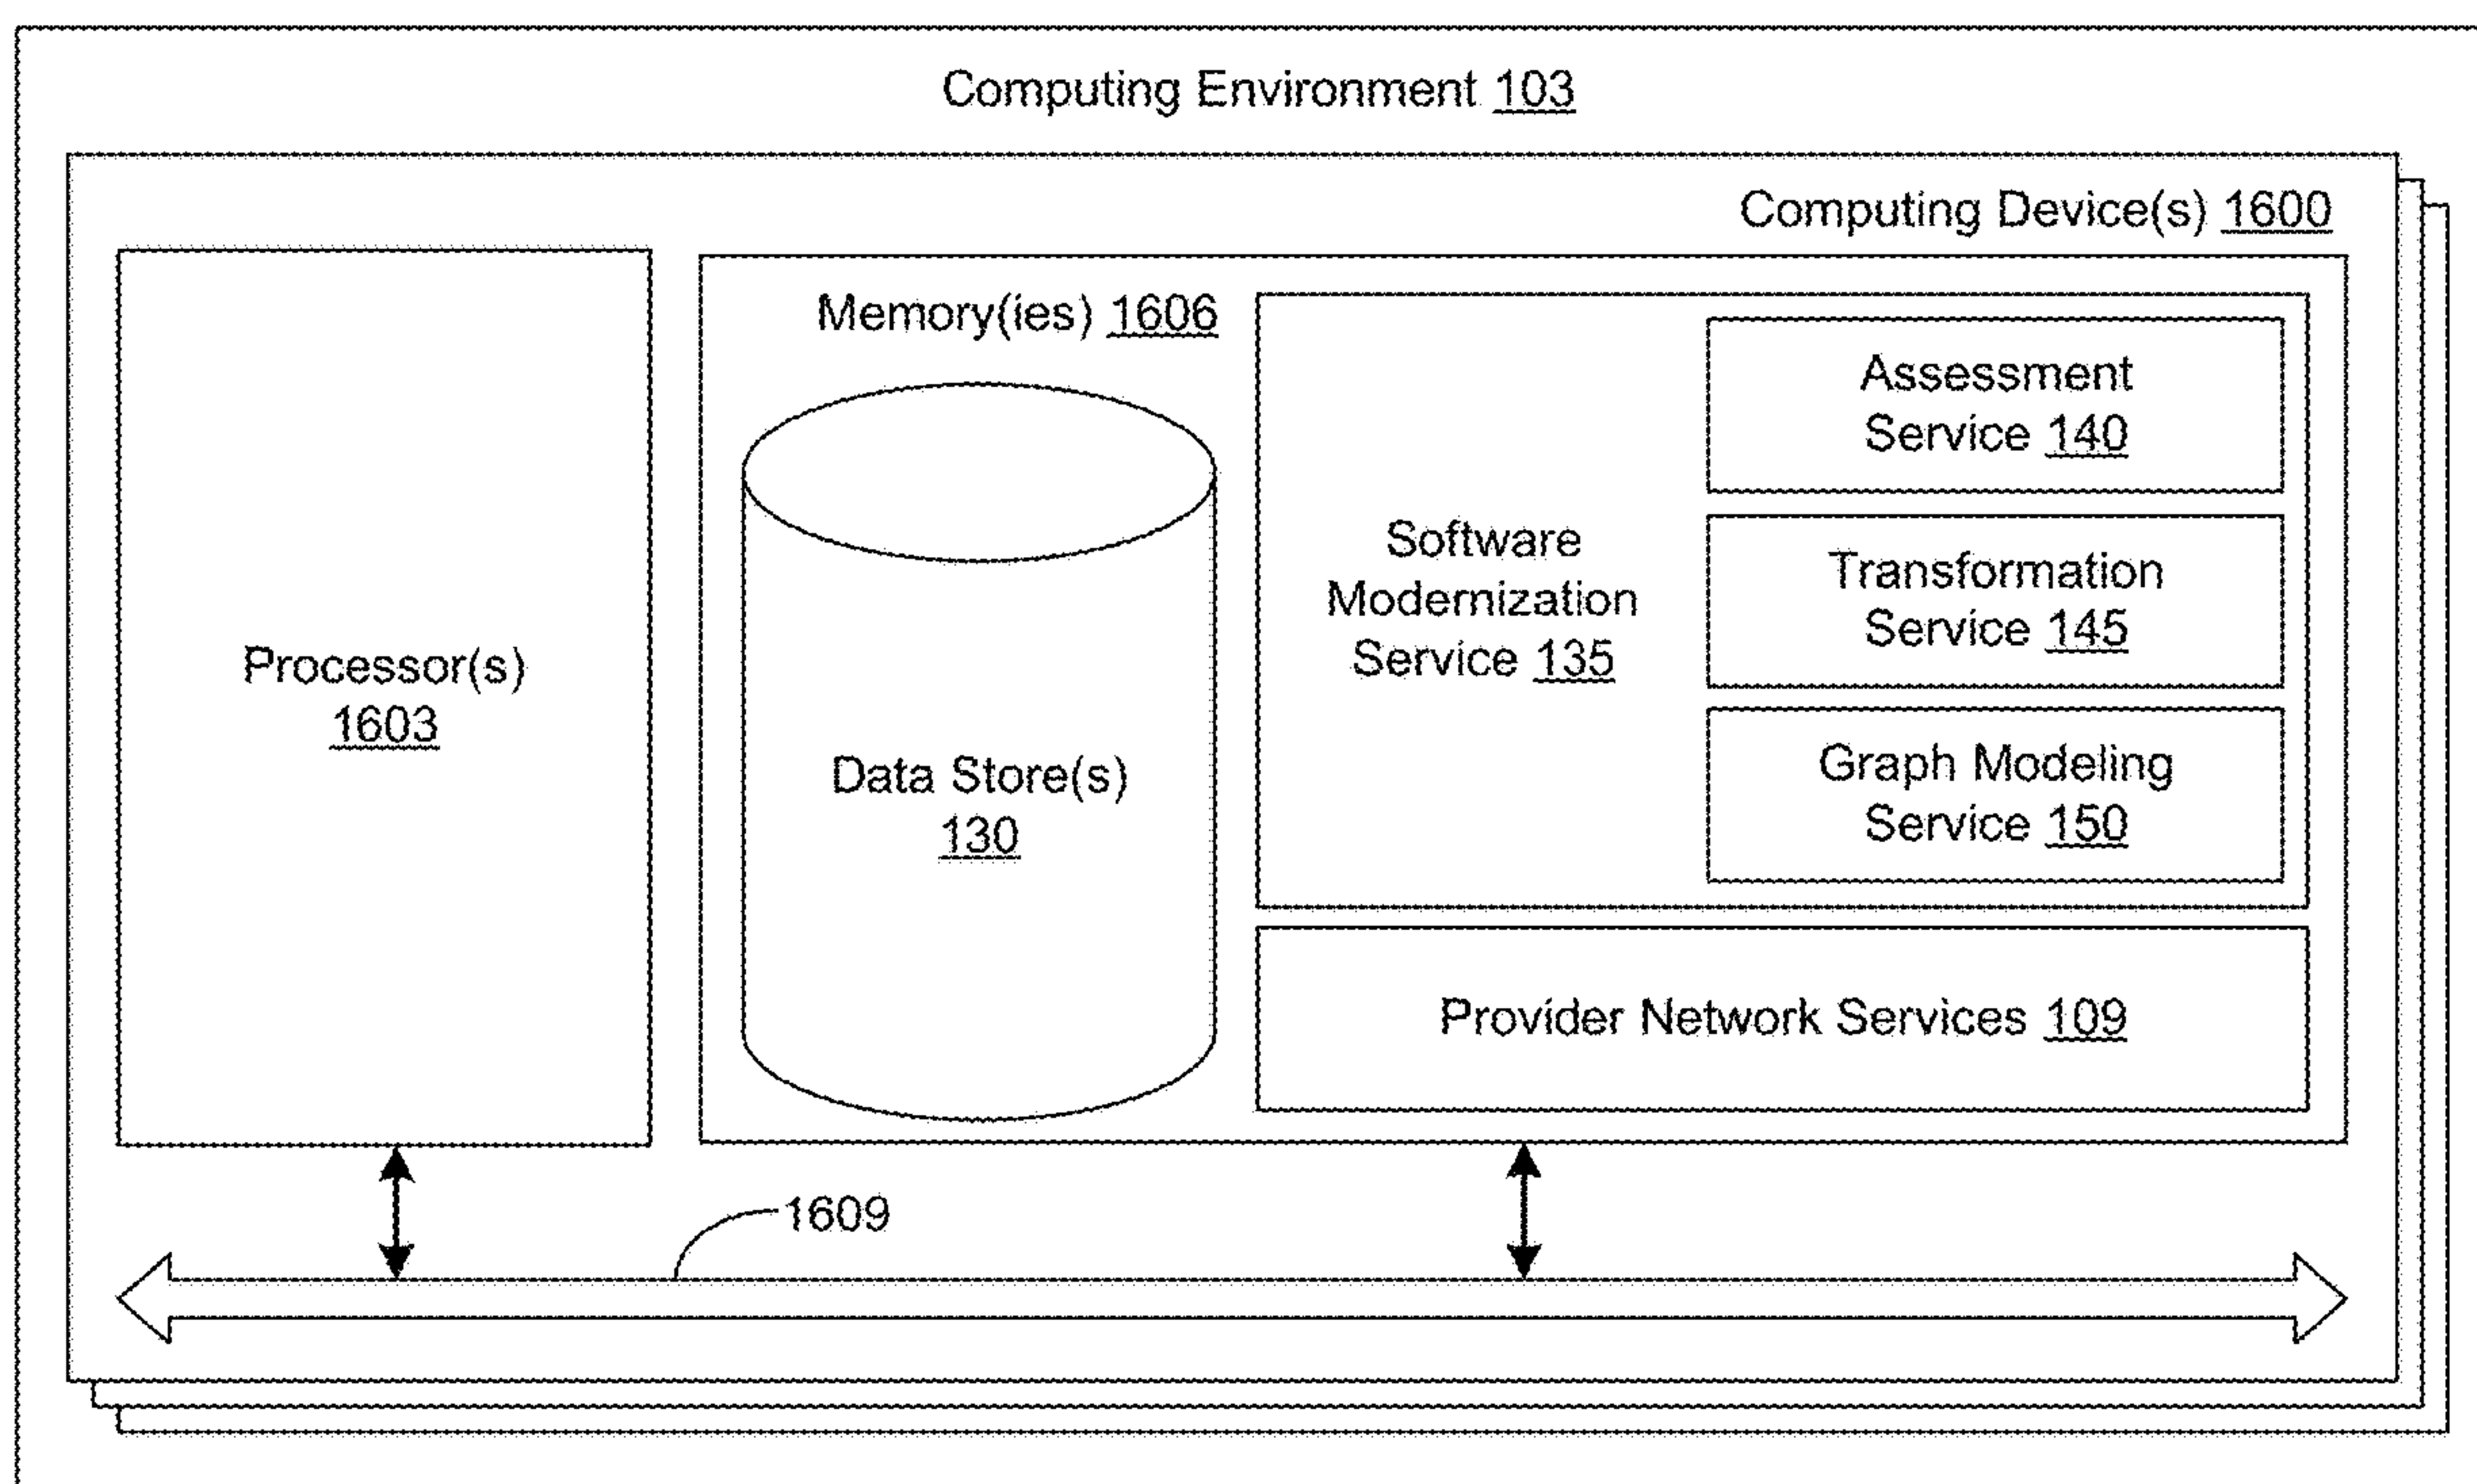 Computing Environment 103
Computing Device(s) 1600
Processor(s)
1603
Memory(ies) 1606
Data Store(s)
130
Software
Modernization
Service 135
Assessment
Service 140
Transformation
Service 145
Graph Modeling
Service 150
Provider Network Services 109
1609